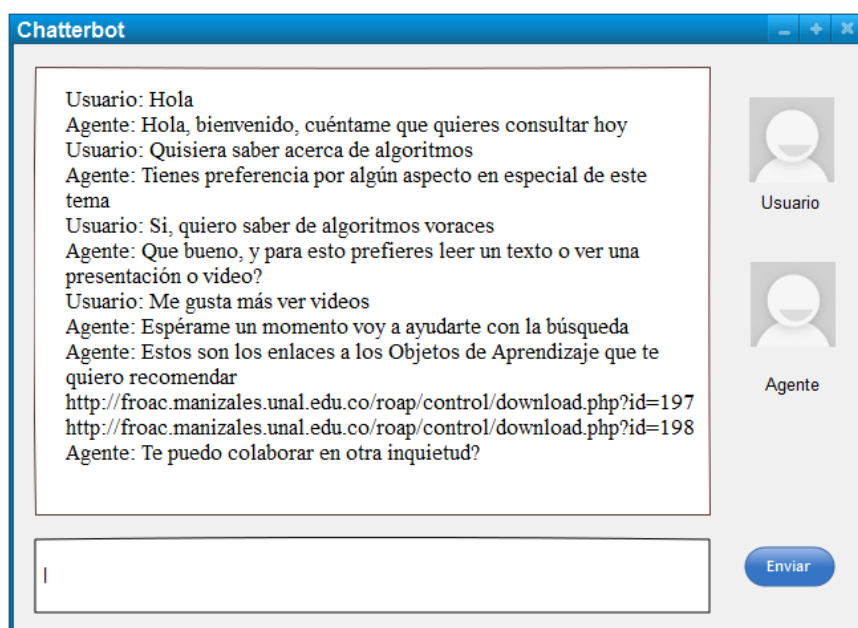 Chatterbot
Usuario: Hola
Agente: Hola, bienvenido, cuéntame que quieres consultar hoy
Usuario: Quisiera saber acerca de algoritmos
Agente: Tienes preferencia por algún aspecto en especial de este
tema
Usuario: Si, quiero saber de algoritmos voraces
Agente: Que bueno, y para esto prefieres leer un texto o ver una
presentación o video?
Usuario: Me gusta más ver videos
Agente: Espérame un momento voy a ayudarte con la búsqueda
Agente: Estos son los enlaces a los Objetos de Aprendizaje que te
quiero recomendar
http://froac.manizales.unal.edu.co/roap/control/download.php?id=197
http://froac.manizales.unal.edu.co/roap/control/download.php?id=198
Agente: Te puedo colaborar en otra inquietud?
Usuario
Agente
Enviar